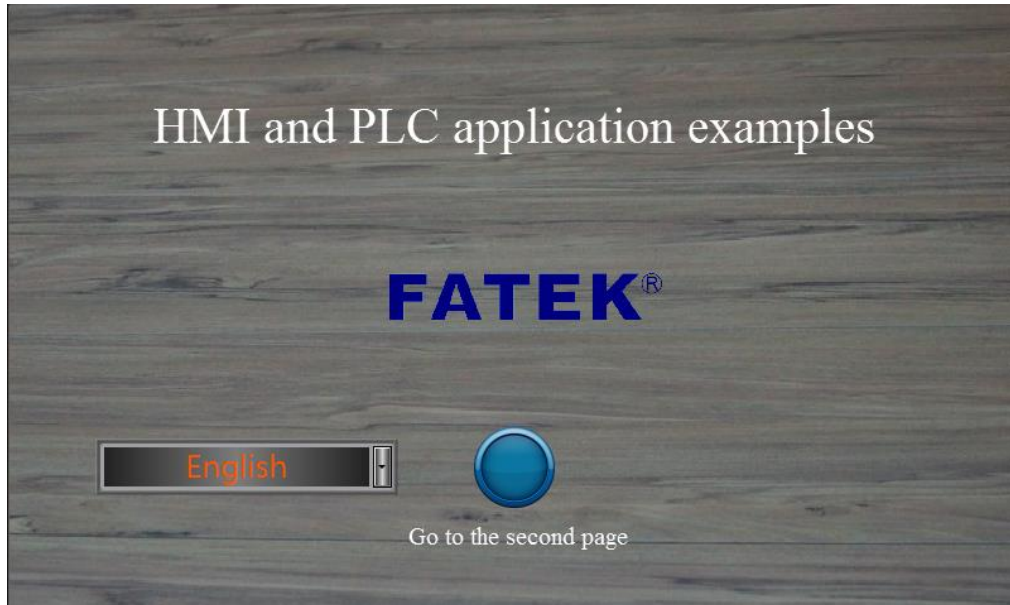 HMI and PLC application examples
FATEK®
English
Go to the second page